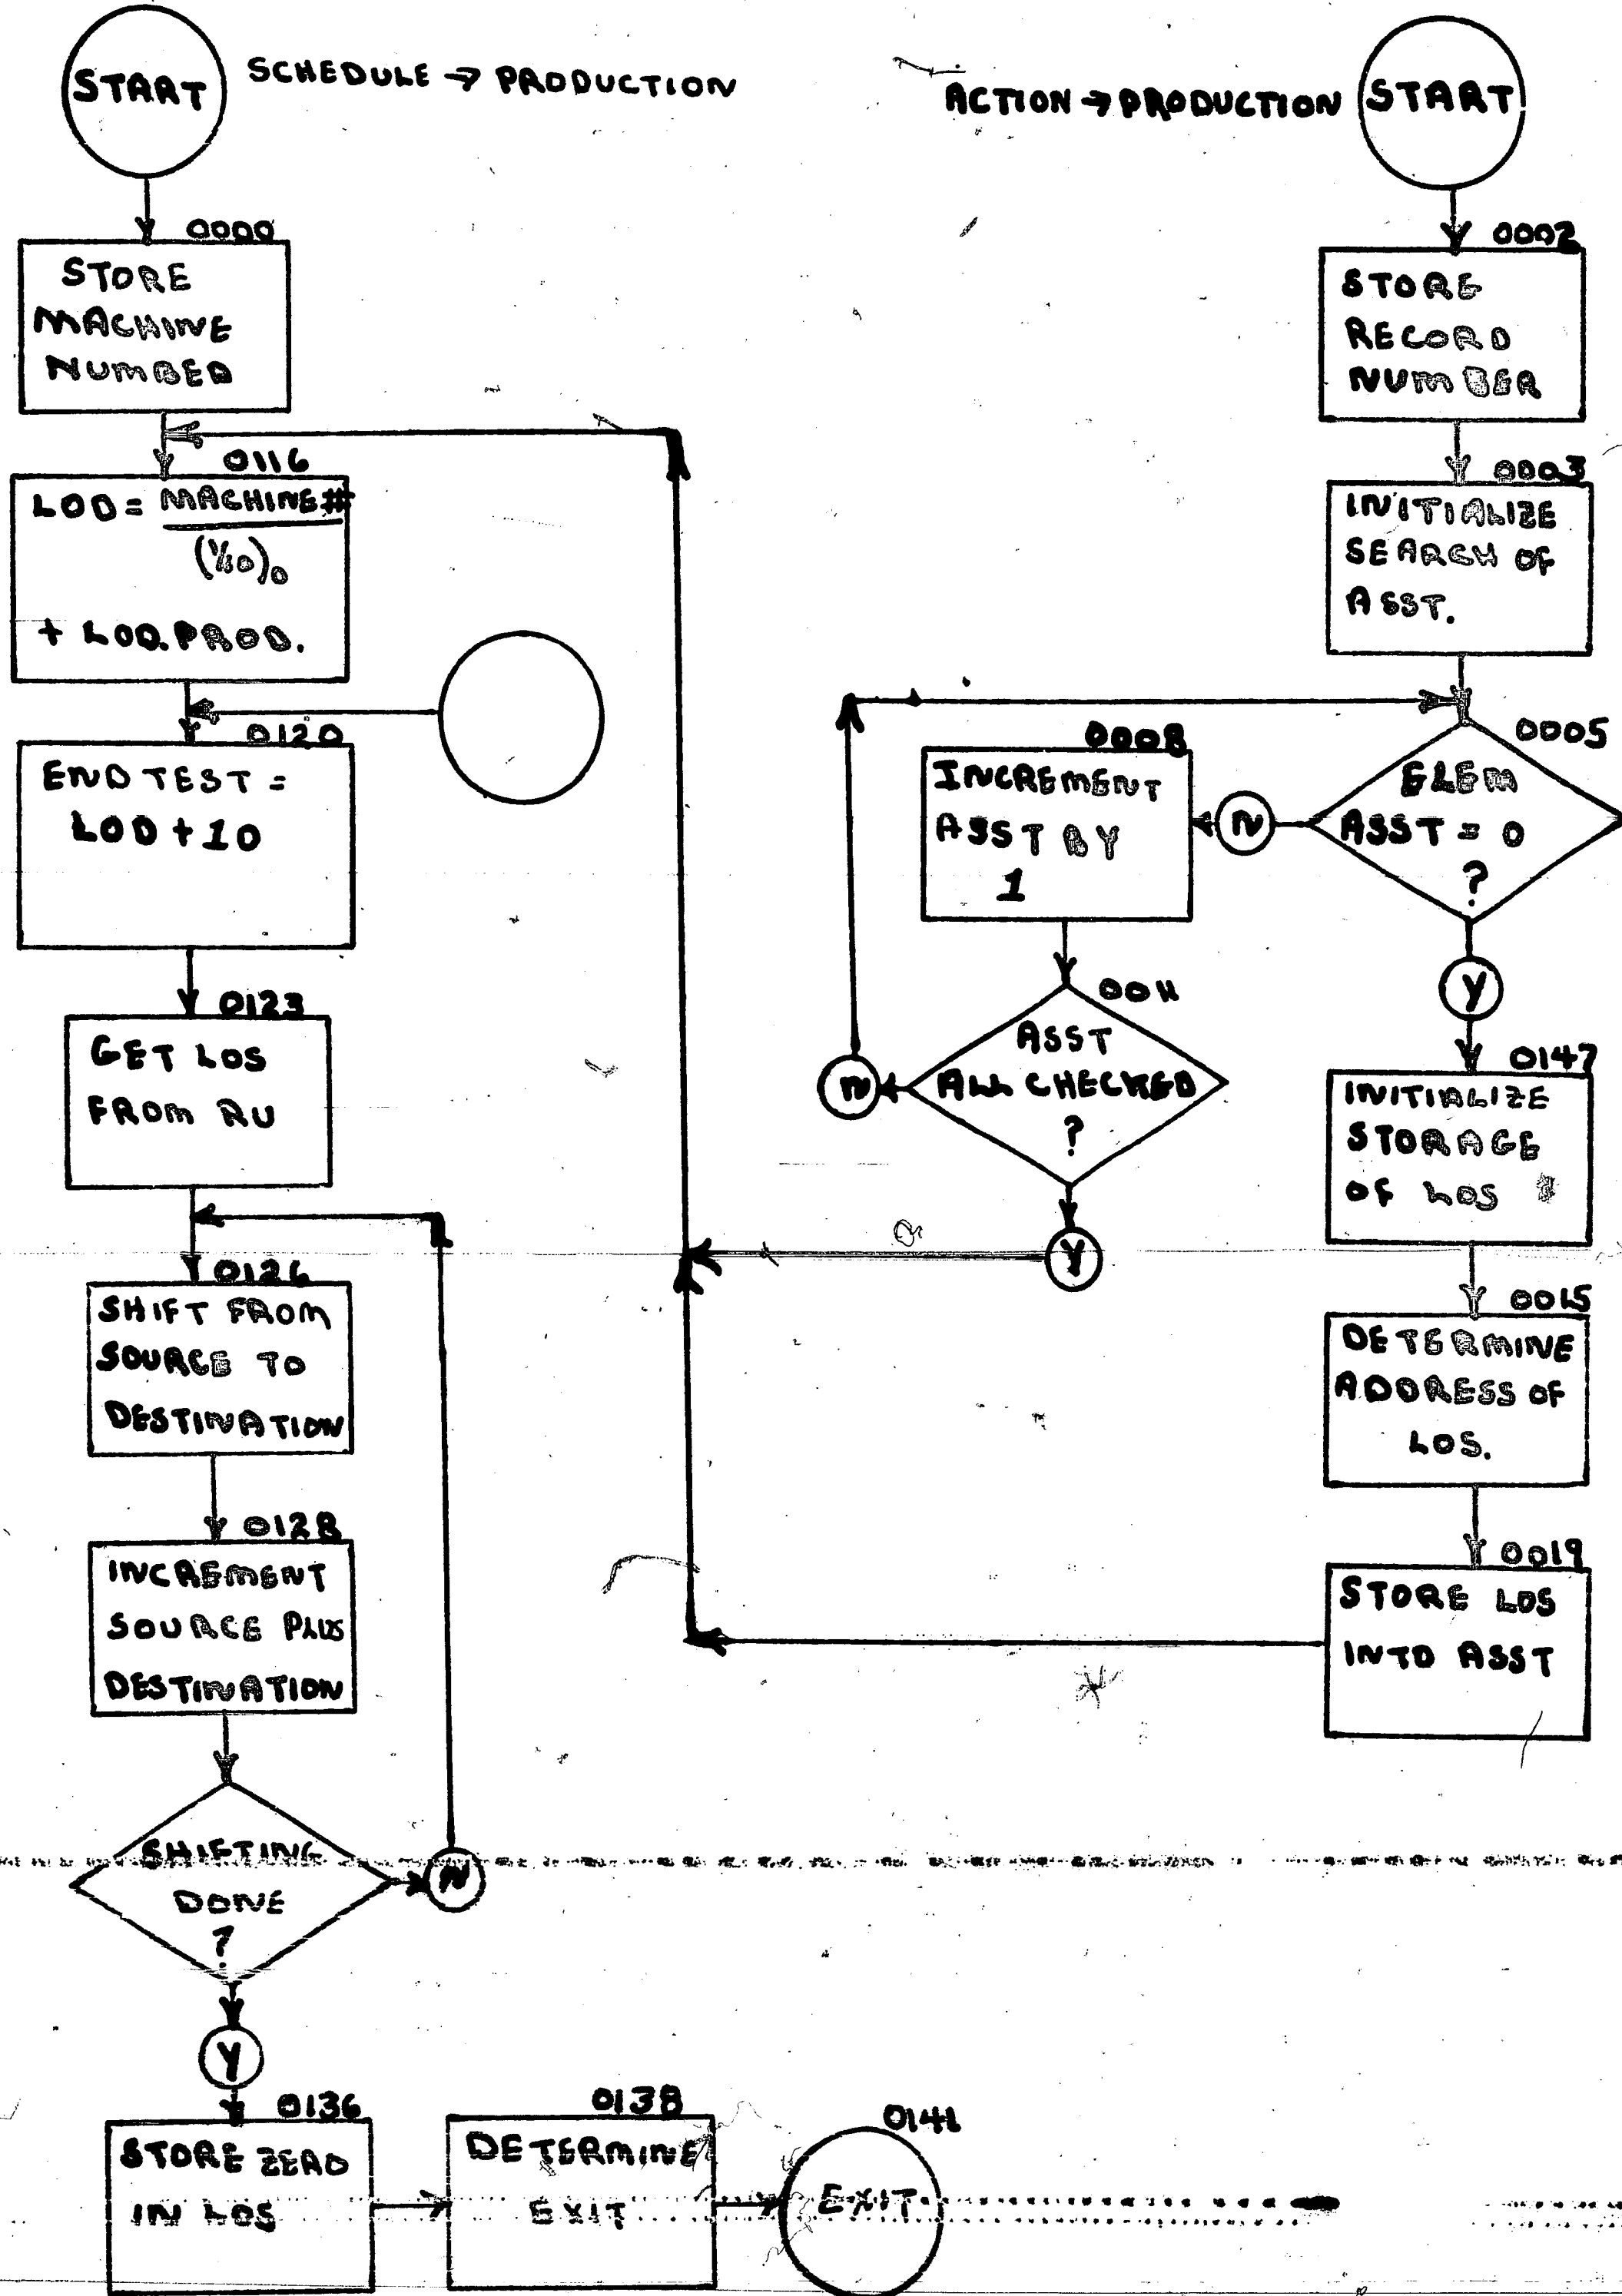 START
SCHEDULE → PRODUCTION
0000
STORE
MACHINE
NUMBER
0116
LOD = MACHINE#
(1/10)0
+ LOD.PROD.
0120
END TEST =
LOD + 10
0123
GET LOS
FROM RU
0126
SHIFT FROM
SOURCE TO
DESTINATION
0128
INCREMENT
SOURCE PLUS
DESTINATION
SHIFTING
DONE
?
N
Y
0136
STORE ZERO
IN LOS
0138
DETERMINE
EXIT
0141
EXIT
ACTION → PRODUCTION
START
0002
STORE
RECORD
NUMBER
0003
INITIALIZE
SEARCH OF
ASST.
0005
ELEM
ASST = 0
?
N
0008
INCREMENT
ASST BY
1
0011
ASST
ALL CHECKED
?
N
Y
Y
0147
INITIALIZE
STORAGE
OF LOS
0015
DETERMINE
ADDRESS OF
LOS.
0019
STORE LOS
INTO ASST